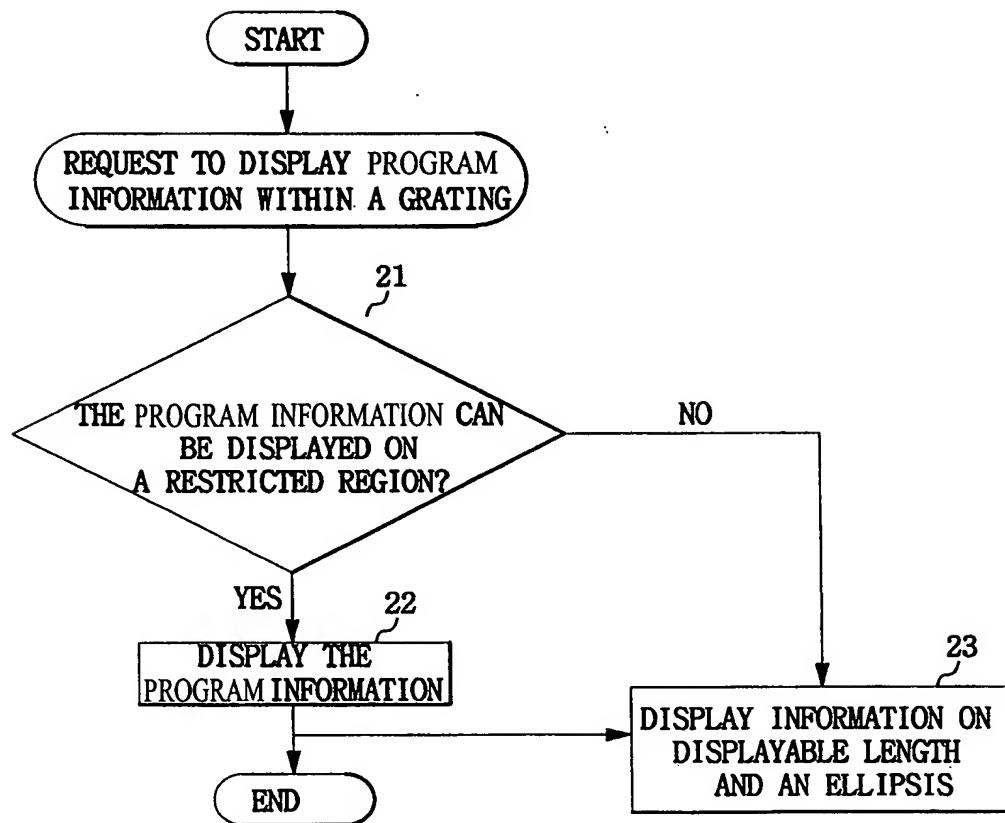 START
REQUEST TO DISPLAY PROGRAM
INFORMATION WITHIN A GRATING
21
THE PROGRAM INFORMATION CAN
BE DISPLAYED ON
A RESTRICTED REGION?
NO
YES
22
DISPLAY THE
PROGRAM INFORMATION
23
DISPLAY INFORMATION ON
DISPLAYABLE LENGTH
AND AN ELLIPSIS
END